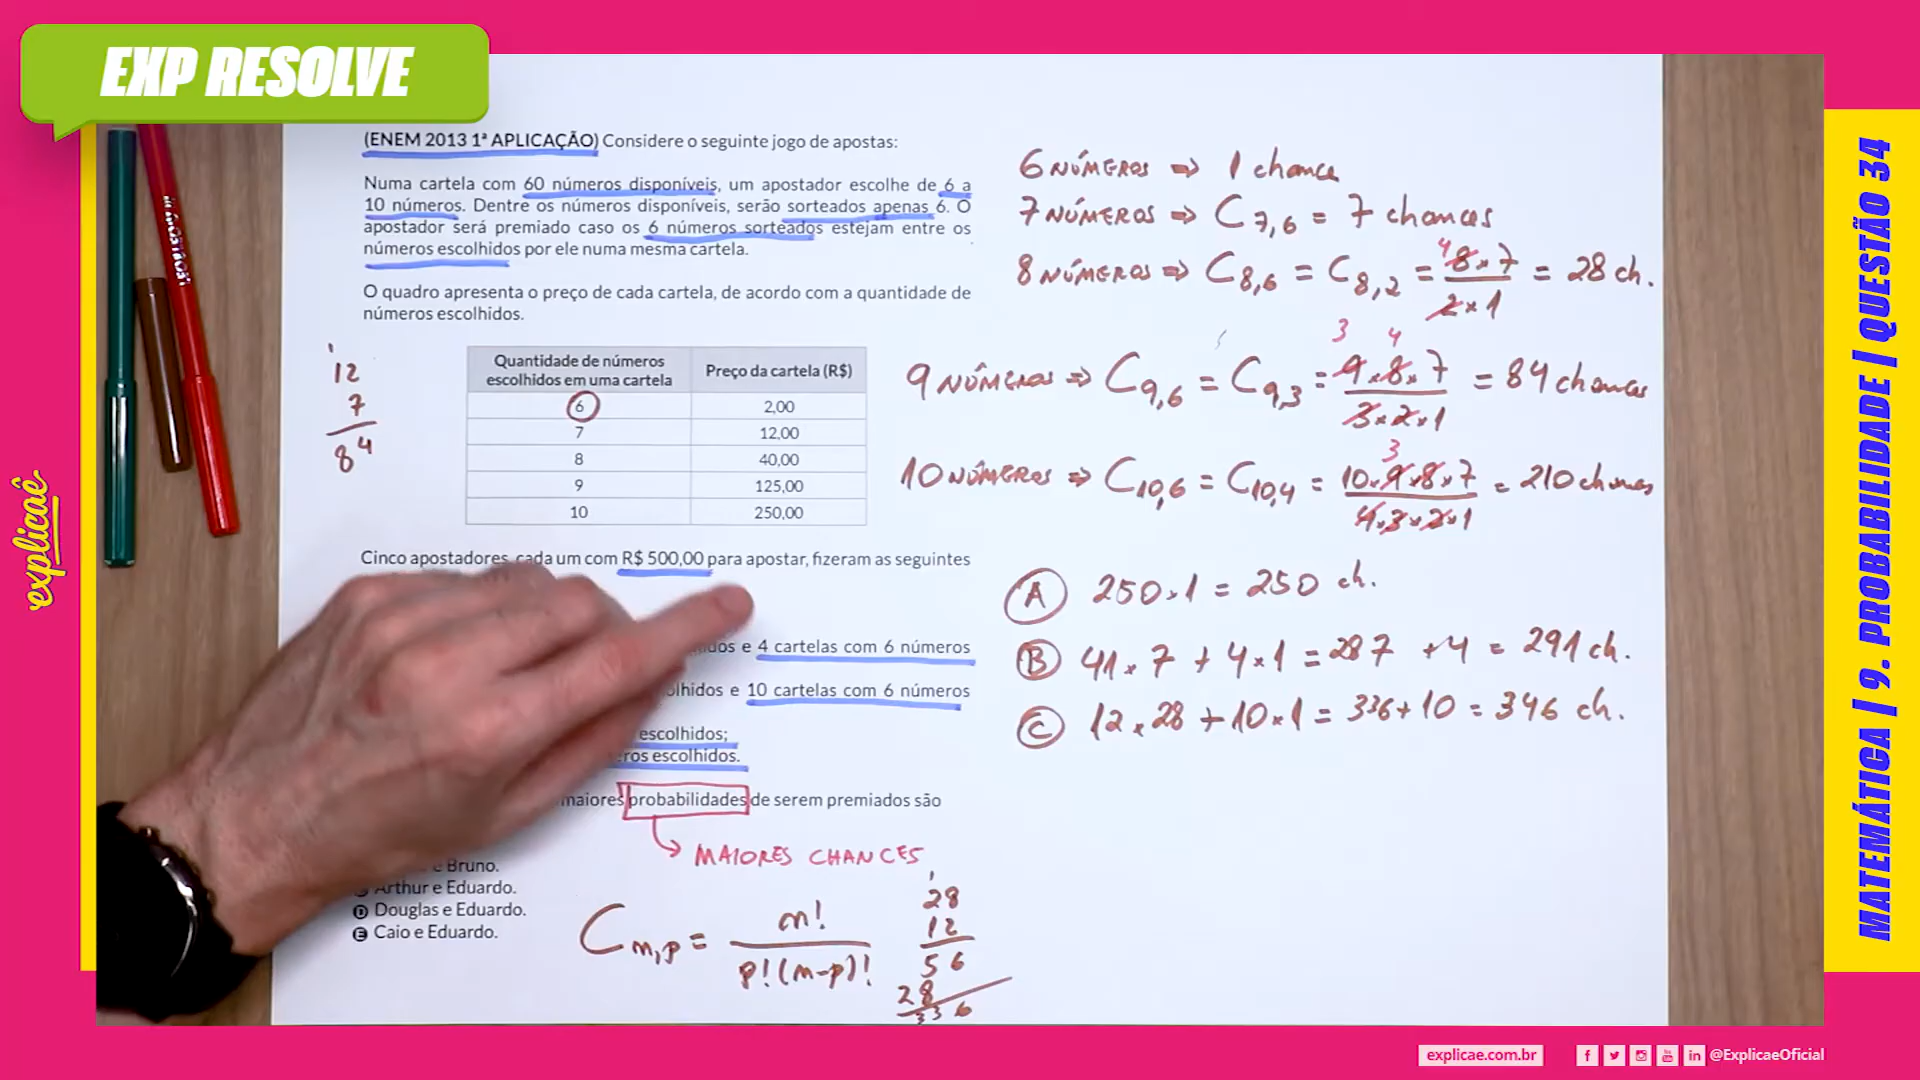 EXP RESOLVE
(ENEM 2013 1ª APLICAÇÃO) Considere o seguinte jogo de apostas:
Numa cartela com 60 números disponíveis, um apostador escolhe de 6 a
10 números. Dentre os números disponíveis, serão sorteados apenas 6. O
apostador será premiado caso os 6 números sorteados estejam entre os
números escolhidos por ele numa mesma cartela.
O quadro apresenta o preço de cada cartela, de acordo com a quantidade de
números escolhidos.
Quantidade de números escolhidos em uma cartela Preço da cartela (R$)
6 2,00
7 12,00
8 40,00
9 125,00
10 250,00
1
12
7
84
Cinco apostadores, cada um com R$ 500,00 para apostar, fizeram as seguintes
e 4 cartelas com 6 números
e 10 cartelas com 6 números
escolhidos;
escolhidos.
maiores probabilidades de serem premiados são
MAIORES CHANCES
e Bruno.
Arthur e Eduardo.
D Douglas e Eduardo.
E Caio e Eduardo.
C m,p = m! / p!(m-p)!
1
28
12
56
28
336
6 NÚMEROS ⇒ 1 chance
7 NÚMEROS ⇒ C7,6 = 7 chances
8 NÚMEROS ⇒ C8,6 = C8,2 = 4 8×7 / 2×1 = 28 ch.
9 NÚMEROS ⇒ C9,6 = C9,3 = 3 4 9×8×7 / 3×2×1 = 84 chances
10 NÚMEROS ⇒ C10,6 = C10,4 = 3 10×9×8×7 / 4×3×2×1 = 210 chances
A 250×1 = 250 ch.
B 41×7 + 4×1 = 287 + 4 = 291 ch.
C 12×28 + 10×1 = 336 + 10 = 346 ch.
explicaê
MATEMÁTICA | 9. PROBABILIDADE | QUESTÃO 34
explicae.com.br
@ExplicaeOficial